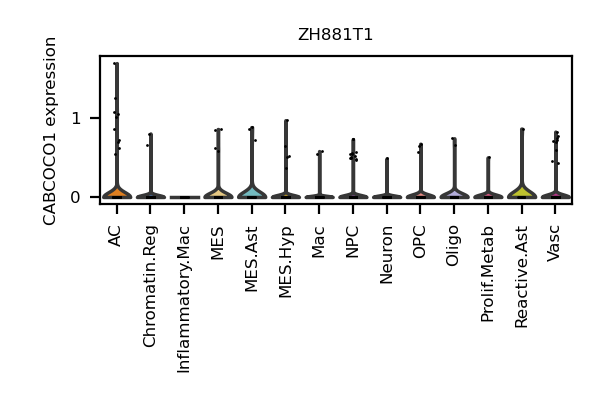 ZH881T1
CABCOCO1 expression
1
0
AC
Chromatin.Reg
Inflammatory.Mac
MES
MES.Ast
MES.Hyp
Mac
NPC
Neuron
OPC
Oligo
Prolif.Metab
Reactive.Ast
Vasc